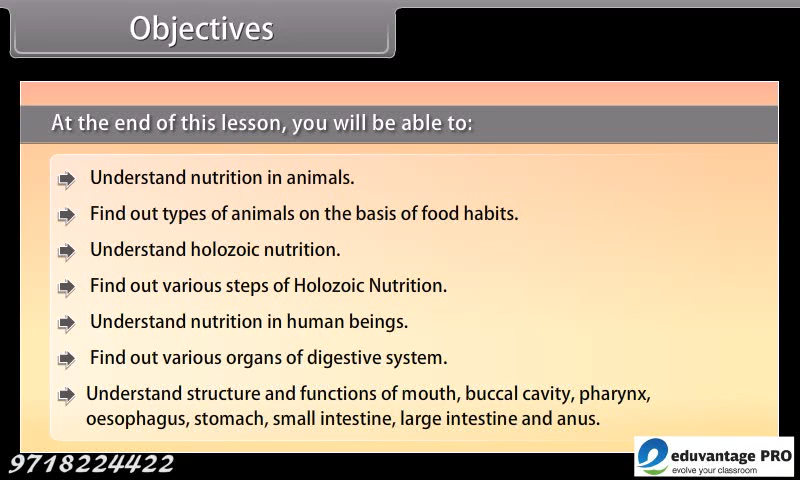 Objectives
At the end of this lesson, you will be able to:
Understand nutrition in animals.
Find out types of animals on the basis of food habits.
Understand holozoic nutrition.
Find out various steps of Holozoic Nutrition.
Understand nutrition in human beings.
Find out various organs of digestive system.
Understand structure and functions of mouth, buccal cavity, pharynx,
oesophagus, stomach, small intestine, large intestine and anus.
9718224422
eduvantage PRO
evolve your classroom